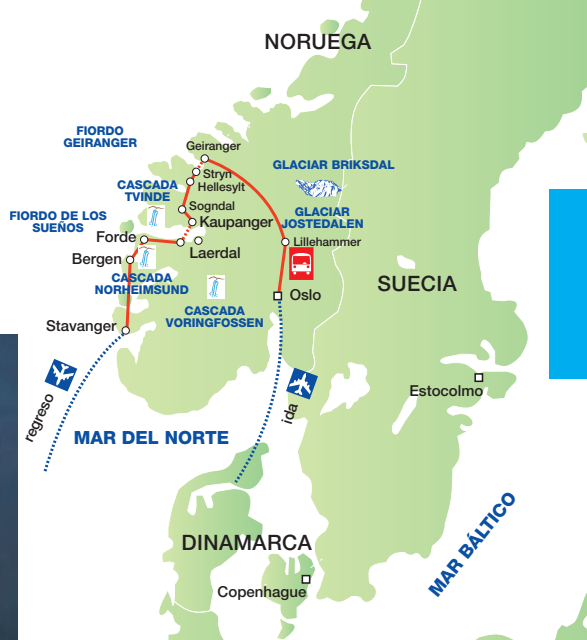 NORUEGA
FIORDO
GEIRANGER
Geiranger
GLACIAR BRIKSDAL
Stryn
Hellesylt
CASCADA
TVINDE
Sogndal
GLACIAR
JOSTEDALEN
FIORDO DE LOS
SUEÑOS
Kaupanger
Forde
Lillehammer
Laerdal
Bergen
CASCADA
NORHEIMSUND
SUECIA
Oslo
CASCADA
VORINGFOSSEN
Stavanger
Estocolmo
regreso
ida
MAR DEL NORTE
MAR BÁLTICO
DINAMARCA
Copenhague